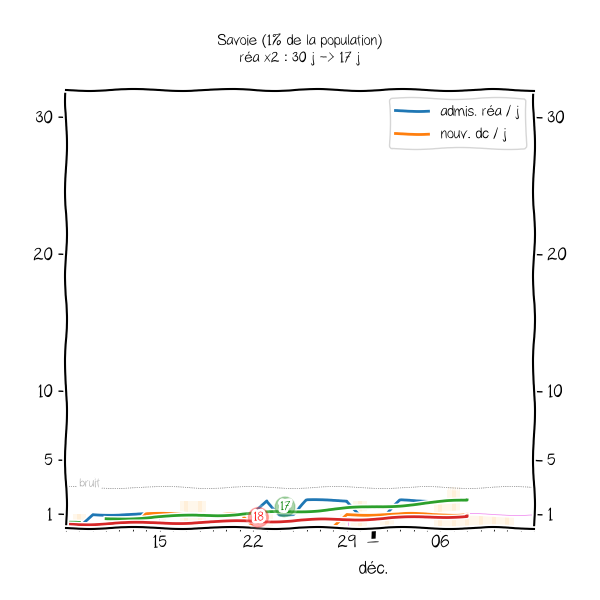 Savoie (1% de la population)
réa x2 : 30 j -> 17 j
admis. réa / j
nouv. dc / j
30
30
20
20
10
10
5
5
bruit
1
1
18
17
15
22
29
06
déc.